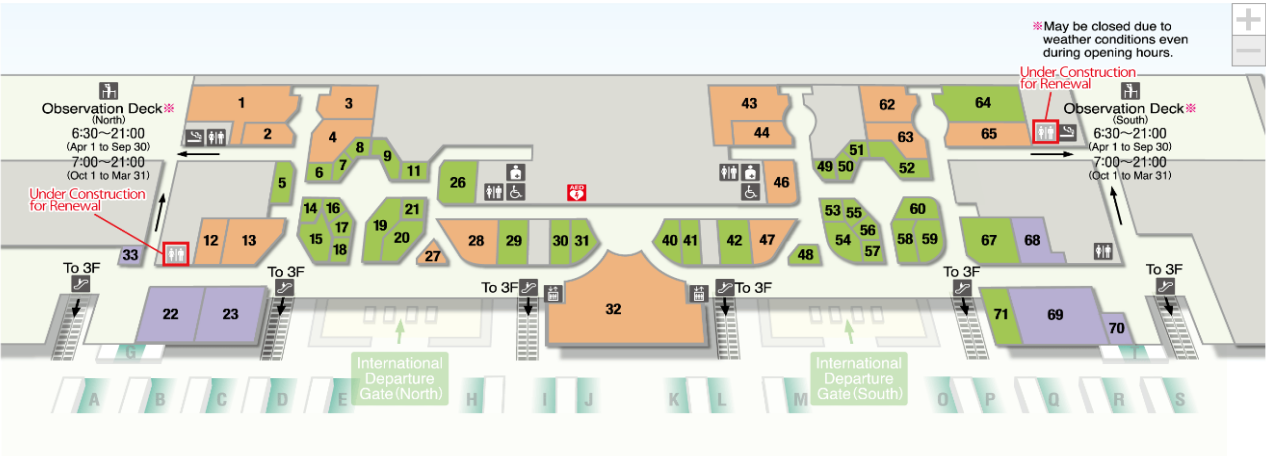 ※May be closed due to
weather conditions even
during opening hours.
Under Construction
for Renewal
Observation Deck※
(North)
6:30～21:00
(Apr 1 to Sep 30)
7:00～21:00
(Oct 1 to Mar 31)
Observation Deck※
(South)
6:30～21:00
(Apr 1 to Sep 30)
7:00～21:00
(Oct 1 to Mar 31)
Under Construction
for Renewal
1
2
3
4
43
44
62
63
64
65
5
6
7
8
9
11
26
AED
46
49
50
51
52
12
13
14
16
15
17
18
19
21
20
27
28
29
30
31
40
41
42
47
48
53
55
54
56
57
60
58
59
67
68
33
To 3F
To 3F
To 3F
To 3F
To 3F
To 3F
22
23
32
71
69
70
G
T
International
Departure
Gate(North)
International
Departure
Gate(South)
A
B
C
D
E
H
I
J
K
L
M
O
P
Q
R
S